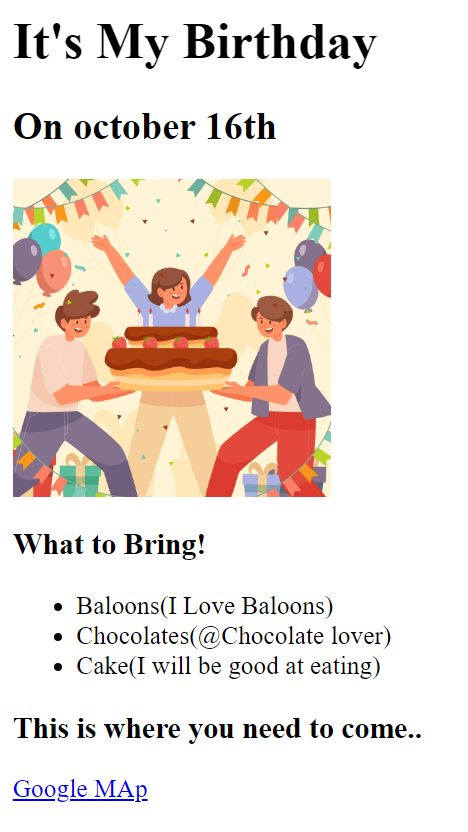 It's My Birthday
On october 16th
What to Bring!
Baloons(I Love Baloons)
Chocolates(@Chocolate lover)
Cake(I will be good at eating)
This is where you need to come..
Google MAp